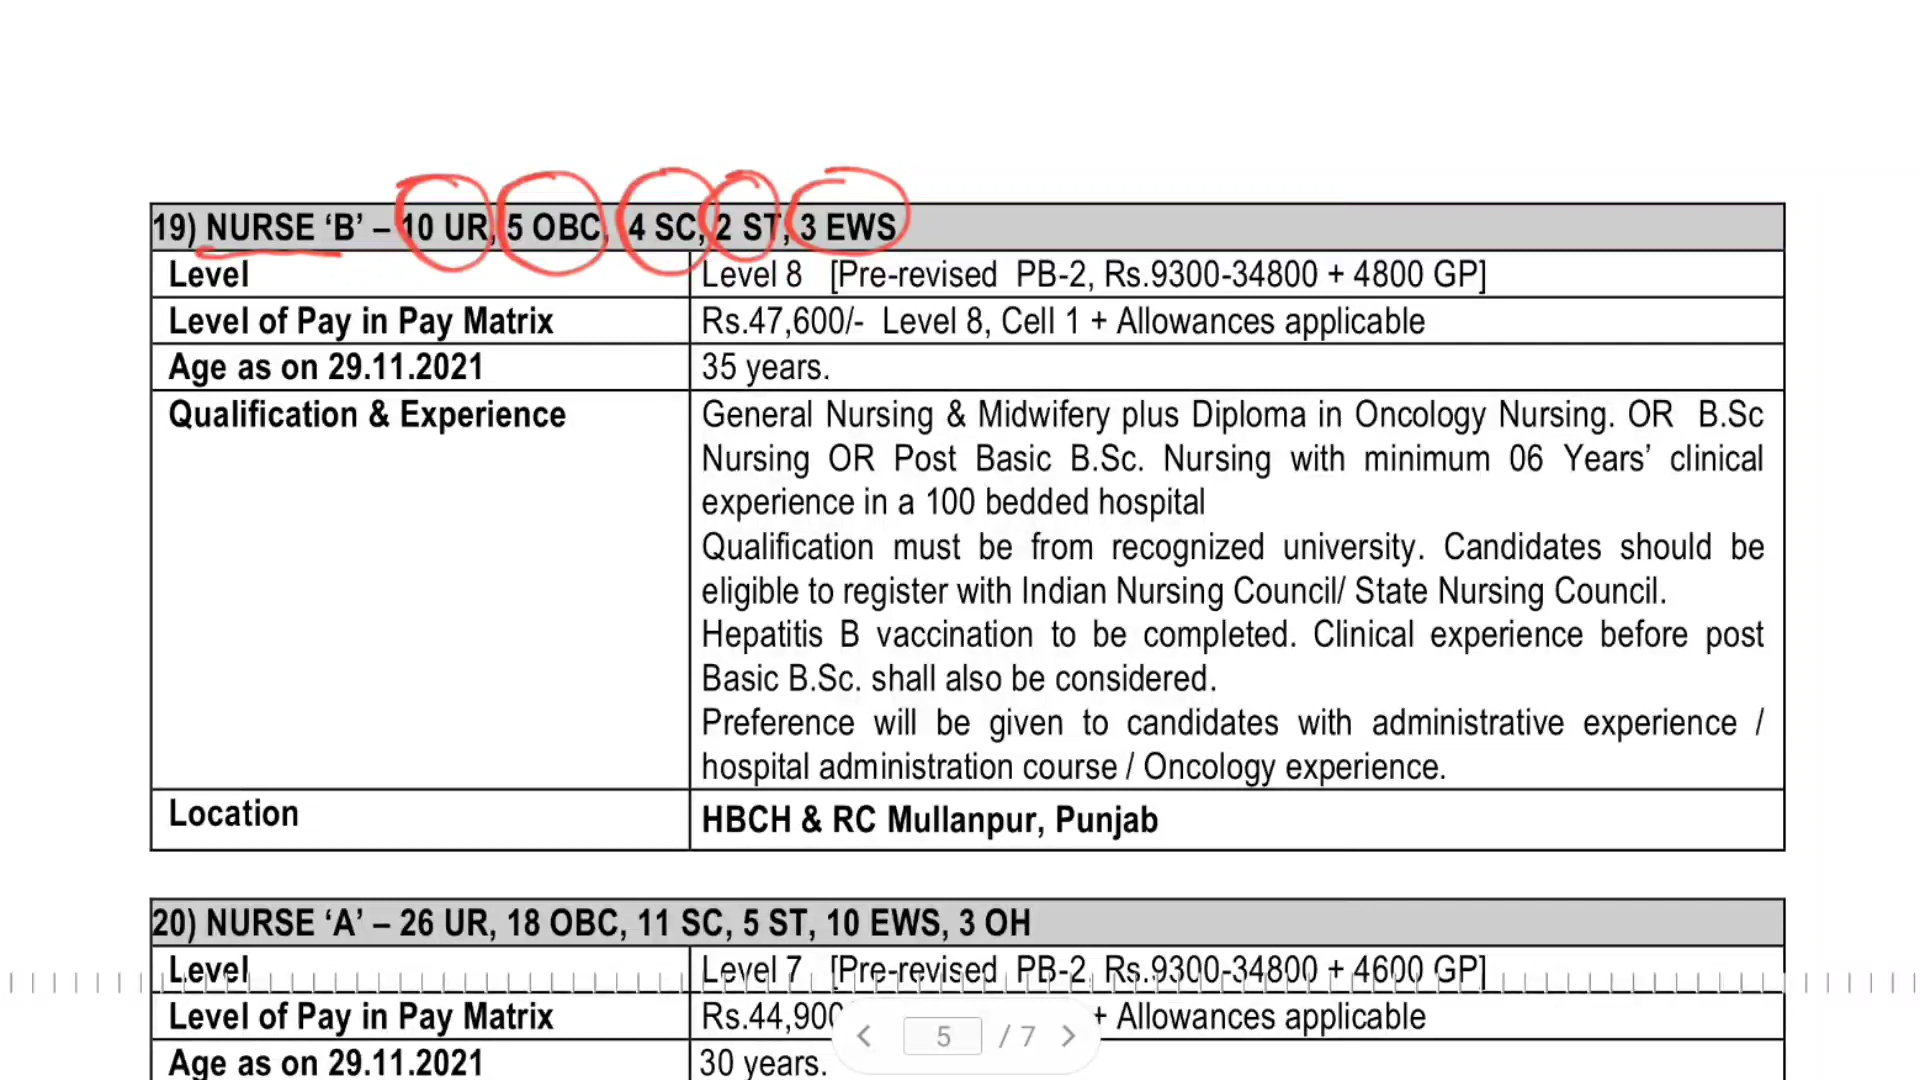 19) NURSE ‘B’ – 10 UR, 5 OBC, 4 SC, 2 ST, 3 EWS
Level Level 8 [Pre-revised PB-2, Rs.9300-34800 + 4800 GP]
Level of Pay in Pay Matrix Rs.47,600/- Level 8, Cell 1 + Allowances applicable
Age as on 29.11.2021 35 years.
Qualification & Experience General Nursing & Midwifery plus Diploma in Oncology Nursing. OR B.Sc
Nursing OR Post Basic B.Sc. Nursing with minimum 06 Years’ clinical
experience in a 100 bedded hospital
Qualification must be from recognized university. Candidates should be
eligible to register with Indian Nursing Council/ State Nursing Council.
Hepatitis B vaccination to be completed. Clinical experience before post
Basic B.Sc. shall also be considered.
Preference will be given to candidates with administrative experience /
hospital administration course / Oncology experience.
Location HBCH & RC Mullanpur, Punjab
20) NURSE ‘A’ – 26 UR, 18 OBC, 11 SC, 5 ST, 10 EWS, 3 OH
Level Level 7 [Pre-revised PB-2, Rs.9300-34800 + 4600 GP]
Level of Pay in Pay Matrix Rs.44,900 + Allowances applicable
5 / 7
Age as on 29.11.2021 30 years.